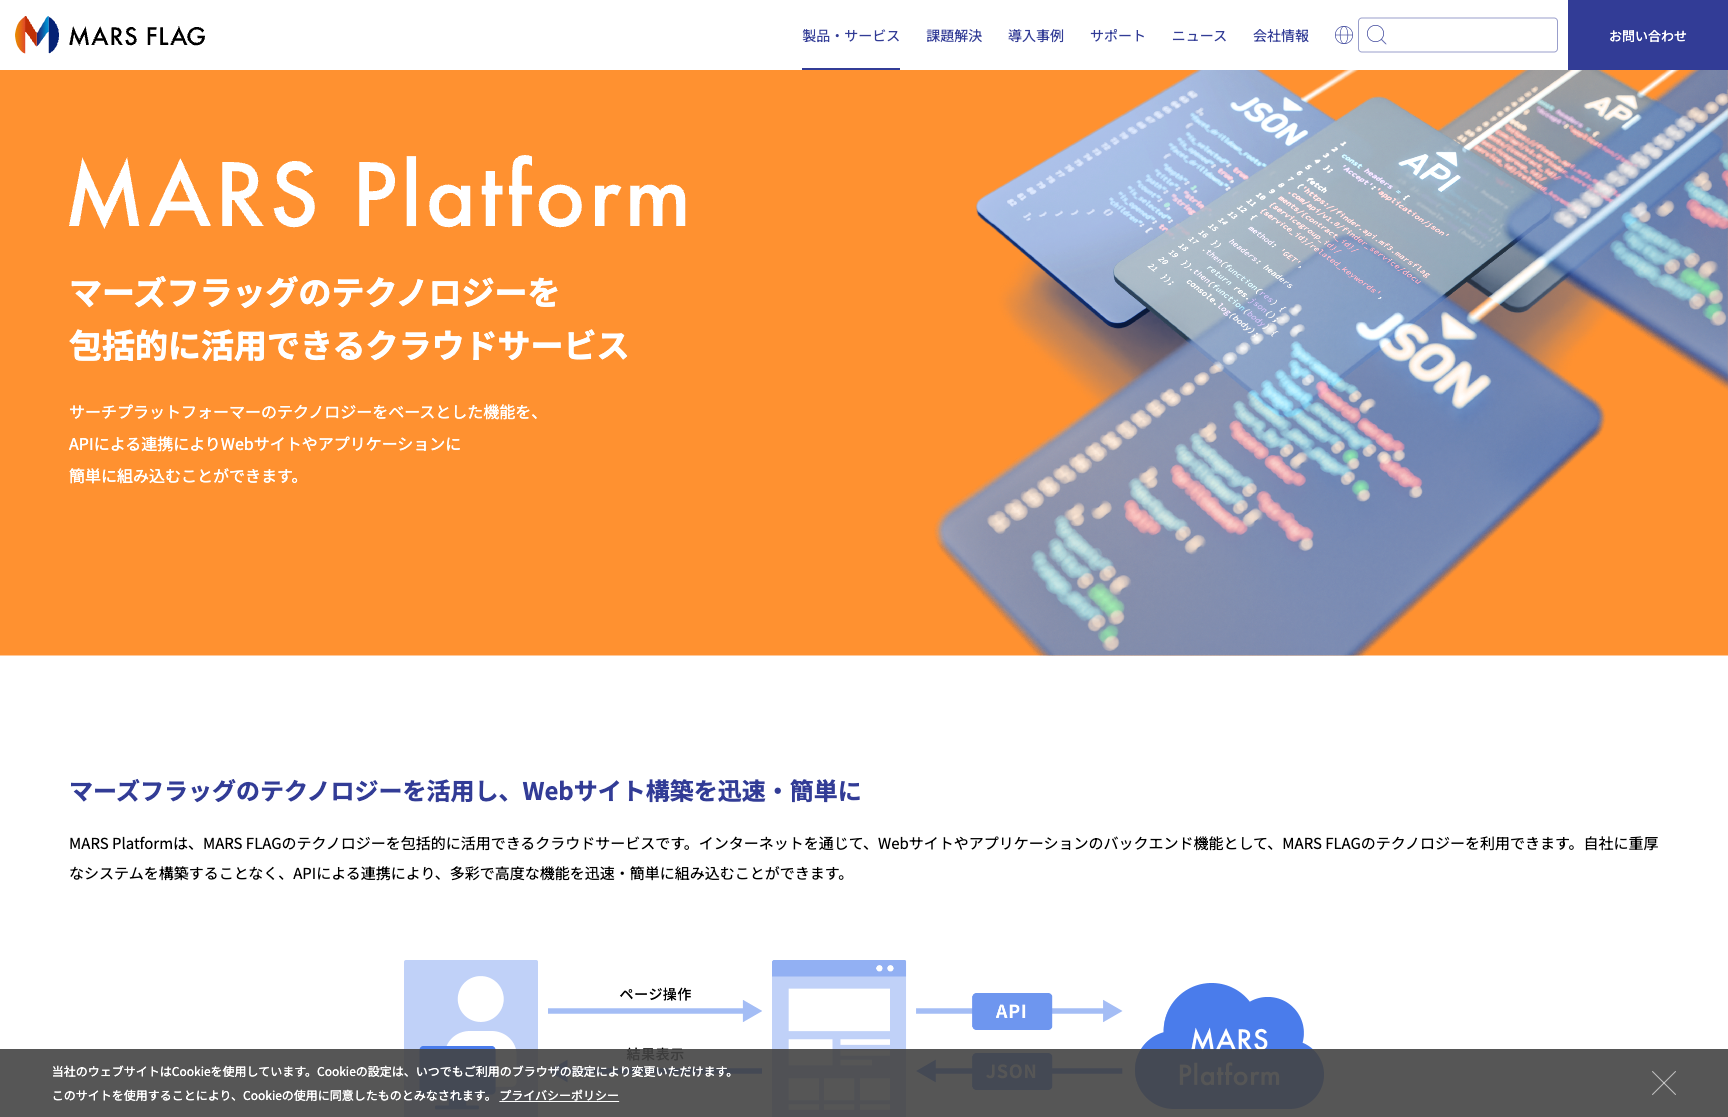 MARS FLAG
製品・サービス 課題解決 導入事例 サポート ニュース 会社情報 お問い合わせ
MARS Platform
マーズフラッグのテクノロジーを
包括的に活用できるクラウドサービス
サーチプラットフォーマーのテクノロジーをベースとした機能を、
APIによる連携によりWebサイトやアプリケーションに
簡単に組み込むことができます。
JSON
API
API
JSON
マーズフラッグのテクノロジーを活用し、Webサイト構築を迅速・簡単に
MARS Platformは、MARS FLAGのテクノロジーを包括的に活用できるクラウドサービスです。インターネットを通じて、Webサイトやアプリケーションのバックエンド機能として、MARS FLAGのテクノロジーを利用できます。自社に重厚
なシステムを構築することなく、APIによる連携により、多彩で高度な機能を迅速・簡単に組み込むことができます。
ページ操作
API
MARS
結果表示
JSON
Platform
当社のウェブサイトはCookieを使用しています。Cookieの設定は、いつでもご利用のブラウザの設定により変更いただけます。
このサイトを使用することにより、Cookieの使用に同意したものとみなされます。 プライバシーポリシー